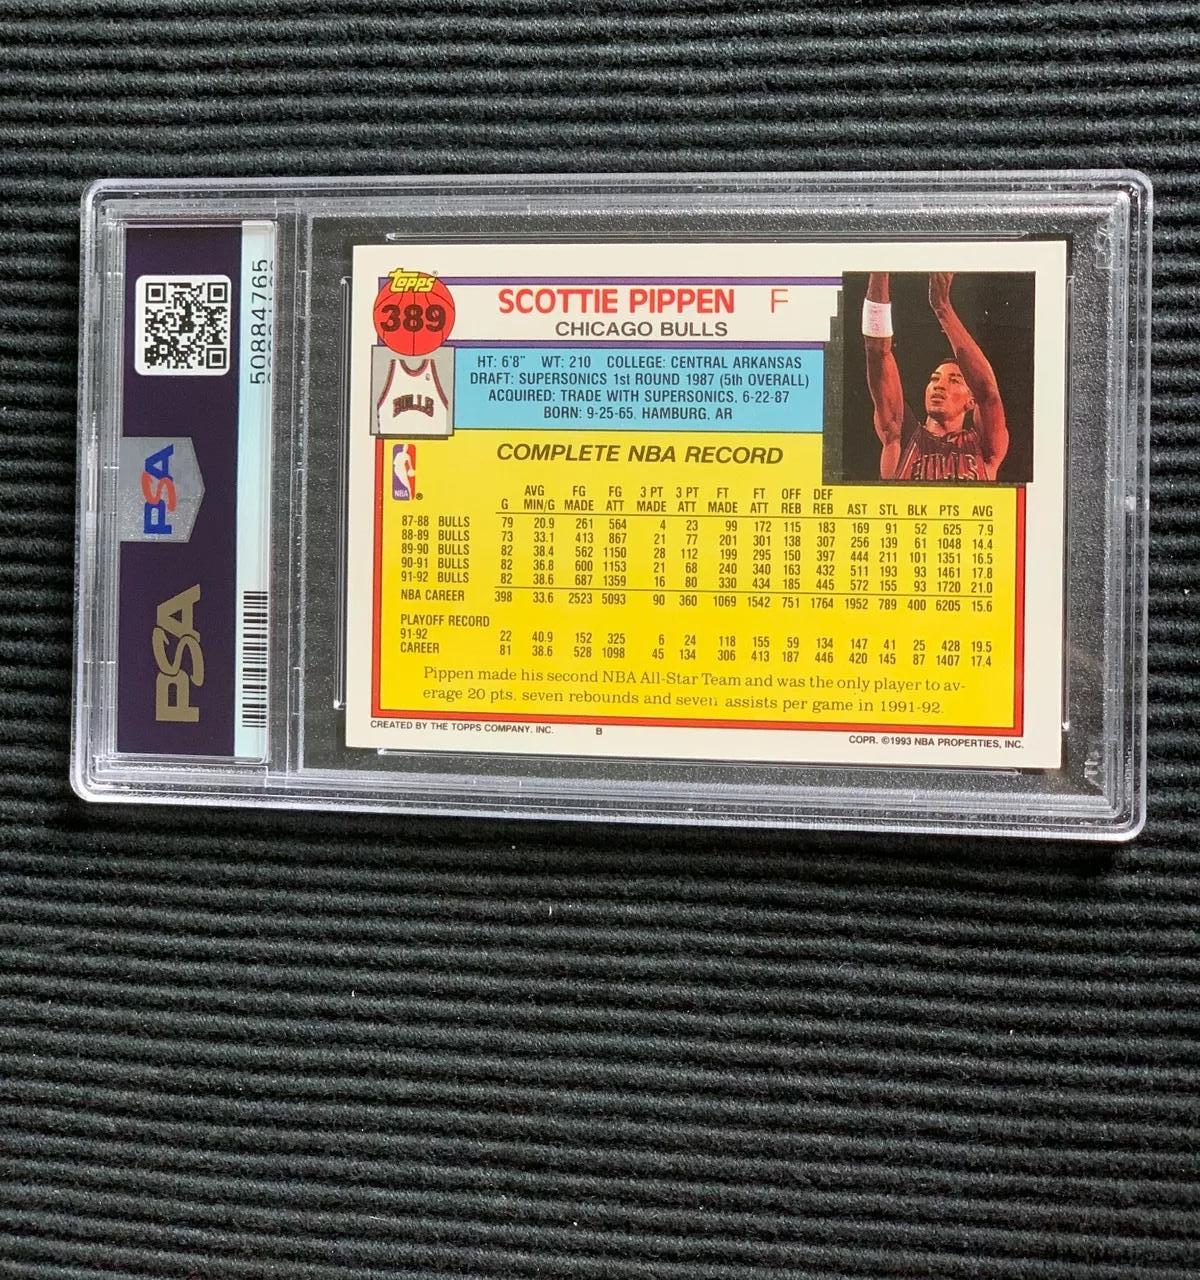 50884765
PSA
PSA
Topps
389
SCOTTIE PIPPEN F
CHICAGO BULLS
HT: 6'8" WT: 210 COLLEGE: CENTRAL ARKANSAS
DRAFT: SUPERSONICS 1st ROUND 1987 (5th OVERALL)
ACQUIRED: TRADE WITH SUPERSONICS, 6-22-87
BORN: 9-25-65, HAMBURG, AR
BULLS
BULLS
COMPLETE NBA RECORD
NBA
G AVG MIN/G FG MADE FG ATT 3 PT MADE 3 PT ATT FT MADE FT ATT OFF REB DEF REB AST STL BLK PTS AVG
87-88 BULLS 79 20.9 261 564 4 23 99 172 115 183 169 91 52 625 7.9
88-89 BULLS 73 33.1 413 867 21 77 201 301 138 307 256 139 61 1048 14.4
89-90 BULLS 82 38.4 562 1150 28 112 199 295 150 397 444 211 101 1351 16.5
90-91 BULLS 82 36.8 600 1153 21 68 240 340 163 432 511 193 93 1461 17.8
91-92 BULLS 82 38.6 687 1359 16 80 330 434 185 445 572 155 93 1720 21.0
NBA CAREER 398 33.6 2523 5093 90 360 1069 1542 751 1764 1952 789 400 6205 15.6
PLAYOFF RECORD
91-92 22 40.9 152 325 6 24 118 155 59 134 147 41 25 428 19.5
CAREER 81 38.6 528 1098 45 134 306 413 187 446 420 145 87 1407 17.4
Pippen made his second NBA All-Star Team and was the only player to av-
erage 20 pts, seven rebounds and seven assists per game in 1991-92.
CREATED BY THE TOPPS COMPANY, INC. B COPR. ©1993 NBA PROPERTIES, INC.